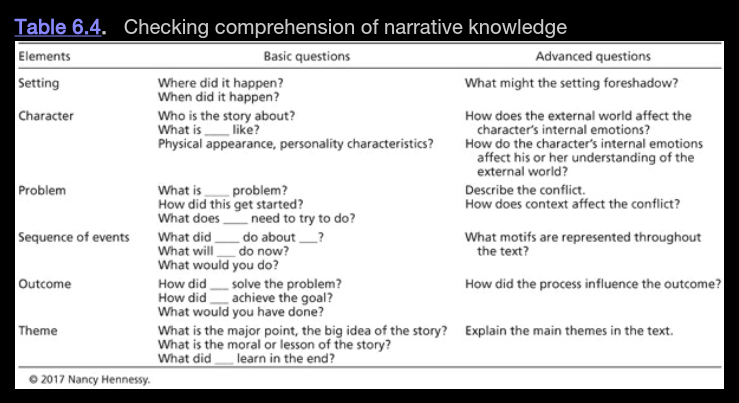 Table 6.4. Checking comprehension of narrative knowledge
Elements Basic questions Advanced questions
Setting Where did it happen? What might the setting foreshadow?
When did it happen?
Character Who is the story about? How does the external world affect the
What is ____ like? character's internal emotions?
Physical appearance, personality characteristics? How do the character's internal emotions
affect his or her understanding of the
external world?
Problem What is ____ problem? Describe the conflict.
How did this get started? How does context affect the conflict?
What does ____ need to try to do?
Sequence of events What did ____ do about ___? What motifs are represented throughout
What will ___ do now? the text?
What would you do?
Outcome How did ___ solve the problem? How did the process influence the outcome?
How did ___ achieve the goal?
What would you have done?
Theme What is the major point, the big idea of the story? Explain the main themes in the text.
What is the moral or lesson of the story?
What did ___ learn in the end?
© 2017 Nancy Hennessy.